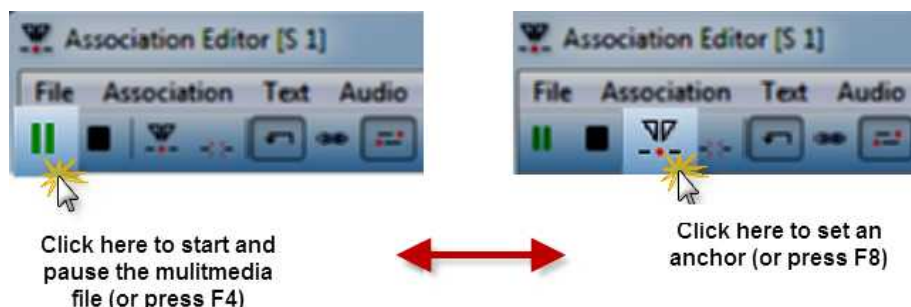 Association Editor [S 1]
File Association Text Audio
Click here to start and
pause the mulitmedia
file (or press F4)
Association Editor [S 1]
File Association Text Audio
Click here to set an
anchor (or press F8)